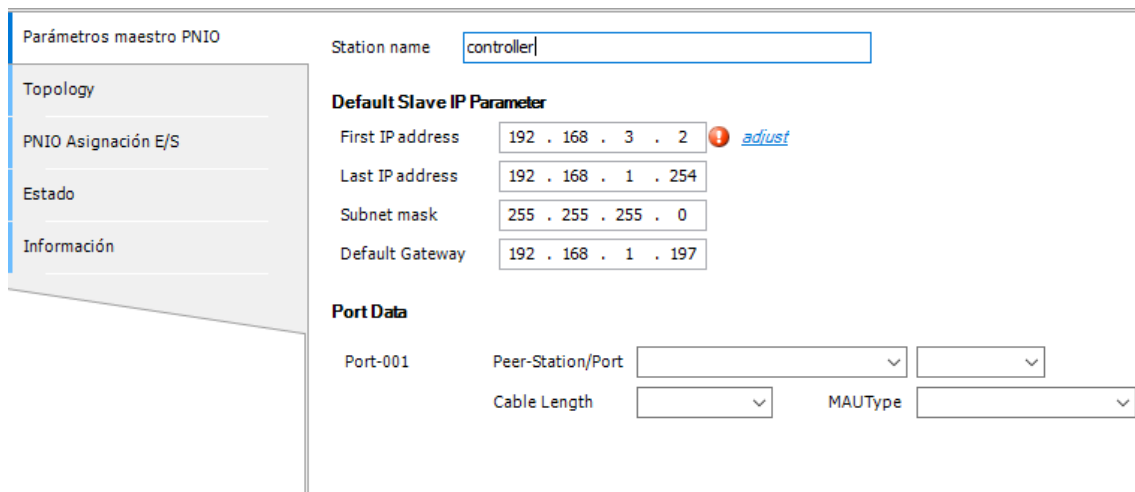 Parámetros maestro PNIO
Topology
PNIO Asignación E/S
Estado
Información
Station name controller
Default Slave IP Parameter
First IP address 192 . 168 . 3 . 2 adjust
Last IP address 192 . 168 . 1 . 254
Subnet mask 255 . 255 . 255 . 0
Default Gateway 192 . 168 . 1 . 197
Port Data
Port-001 Peer-Station/Port
Cable Length MAUType